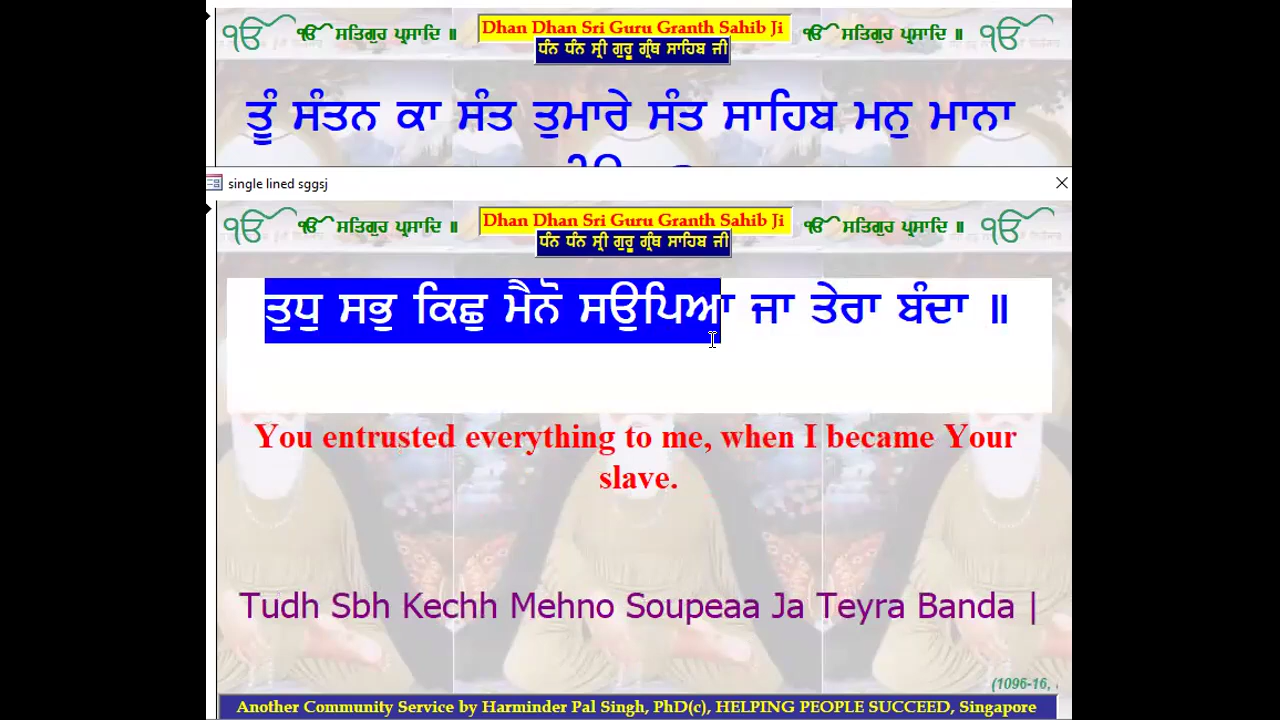 ੴ ੴ ਸਤਿਗੁਰ ਪ੍ਰਸਾਦਿ ॥ Dhan Dhan Sri Guru Granth Sahib Ji ੴ ਸਤਿਗੁਰ ਪ੍ਰਸਾਦਿ ॥ ੴ
ਧੰਨ ਧੰਨ ਸ੍ਰੀ ਗੁਰੂ ਗ੍ਰੰਥ ਸਾਹਿਬ ਜੀ
ਤੂੰ ਸੰਤਨ ਕਾ ਸੰਤ ਤੁਮਾਰੇ ਸੰਤ ਸਾਹਿਬ ਮਨੁ ਮਾਨਾ
single lined sggsj
ੴ ੴ ਸਤਿਗੁਰ ਪ੍ਰਸਾਦਿ ॥ Dhan Dhan Sri Guru Granth Sahib Ji ੴ ਸਤਿਗੁਰ ਪ੍ਰਸਾਦਿ ॥ ੴ
ਧੰਨ ਧੰਨ ਸ੍ਰੀ ਗੁਰੂ ਗ੍ਰੰਥ ਸਾਹਿਬ ਜੀ
ਤੁਧੁ ਸਭੁ ਕਿਛੁ ਮੈਨੋ ਸਉਪਿਆ ਜਾ ਤੇਰਾ ਬੰਦਾ ॥
You entrusted everything to me, when I became Your
slave.
Tudh Sbh Kechh Mehno Soupeaa Ja Teyra Banda |
(1096-16,
Another Community Service by Harminder Pal Singh, PhD(c), HELPING PEOPLE SUCCEED, Singapore